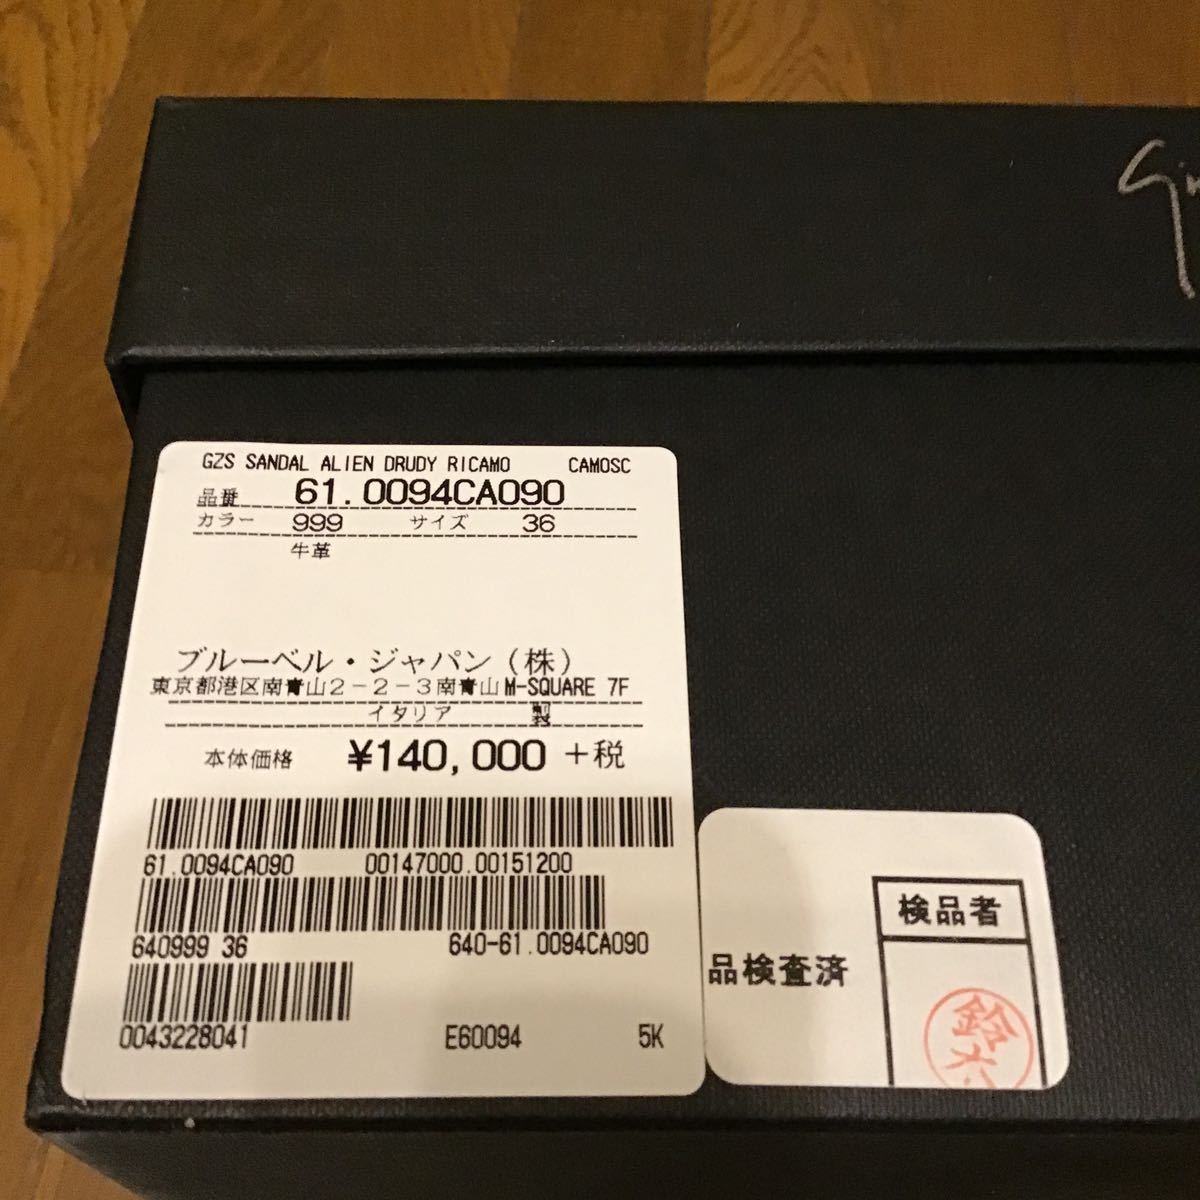 GZS SANDAL ALIEN DRUDY RICAMO CAMOSC
品番 61.0094CA090
カラー 999 サイズ 36
牛革
ブルーベル・ジャパン(株)
東京都港区南青山2-2-3南青山M-SQUARE 7F
イタリア 製
本体価格 ¥140,000 +税
61.0094CA090 00147000.00151200
640999 36 640-61.0094CA090
0043228041 E60094 5K
検品者
品検査済
鈴木